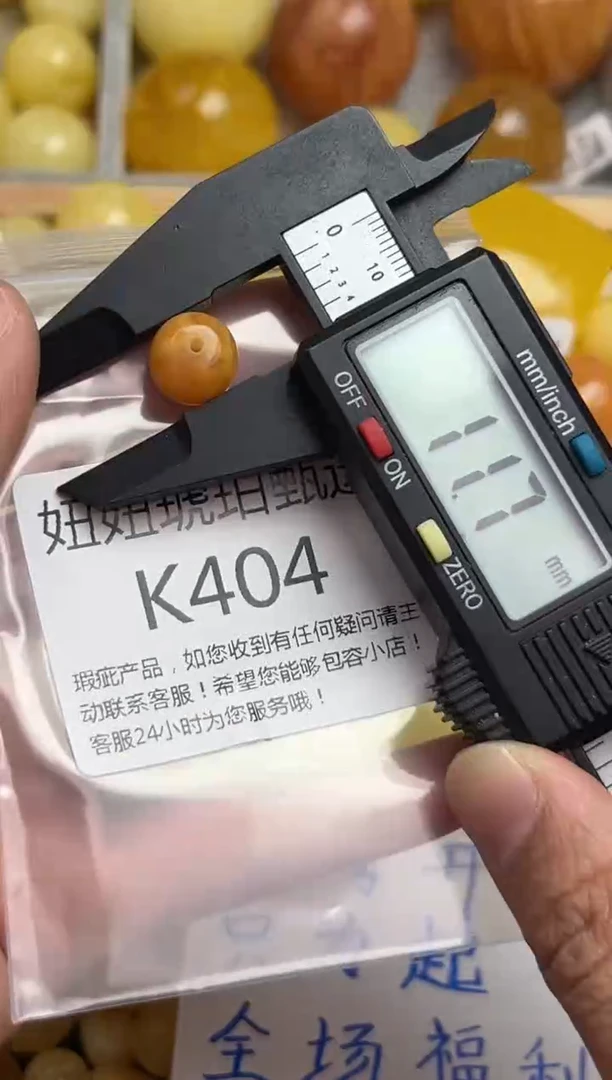 0
1 2 3 4
10
OFF
ON
mm/inch
ZERO
11.7
mm
妞妞琥珀甄
K404
瑕疵产品，如您收到有任何疑问请主
动联系客服！希望您能够包容小店！
客服24小时为您服务哦！
起
全场福利